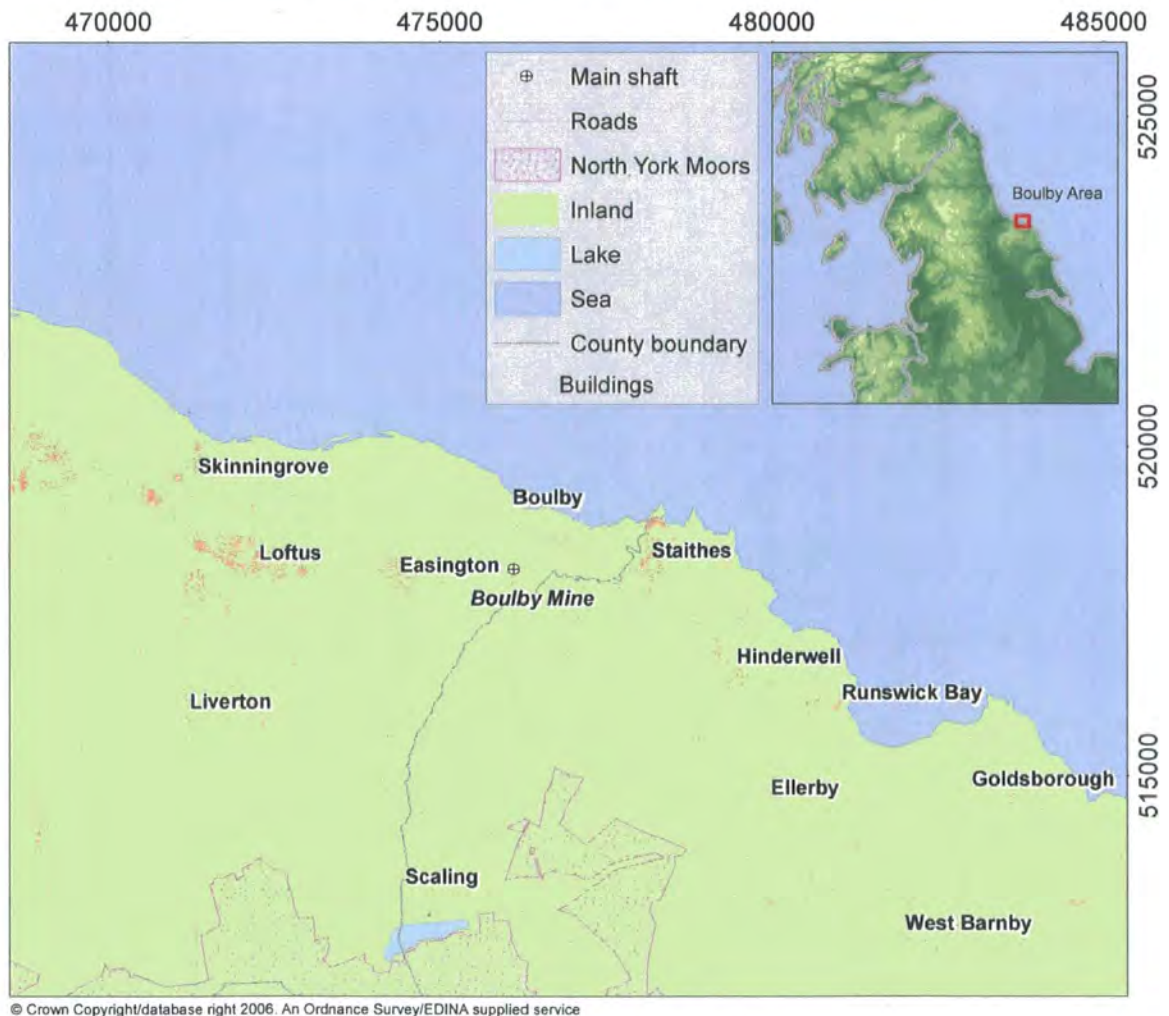 470000
475000
480000
485000
Main shaft
Roads
North York Moors
Inland
Lake
Sea
County boundary
Buildings
Boulby Area
525000
520000
515000
Skinningrove
Boulby
Loftus
Easington
Staithes
Boulby Mine
Hinderwell
Liverton
Runswick Bay
Ellerby
Goldsborough
Scaling
West Barnby
© Crown Copyright/database right 2006. An Ordnance Survey/EDINA supplied service